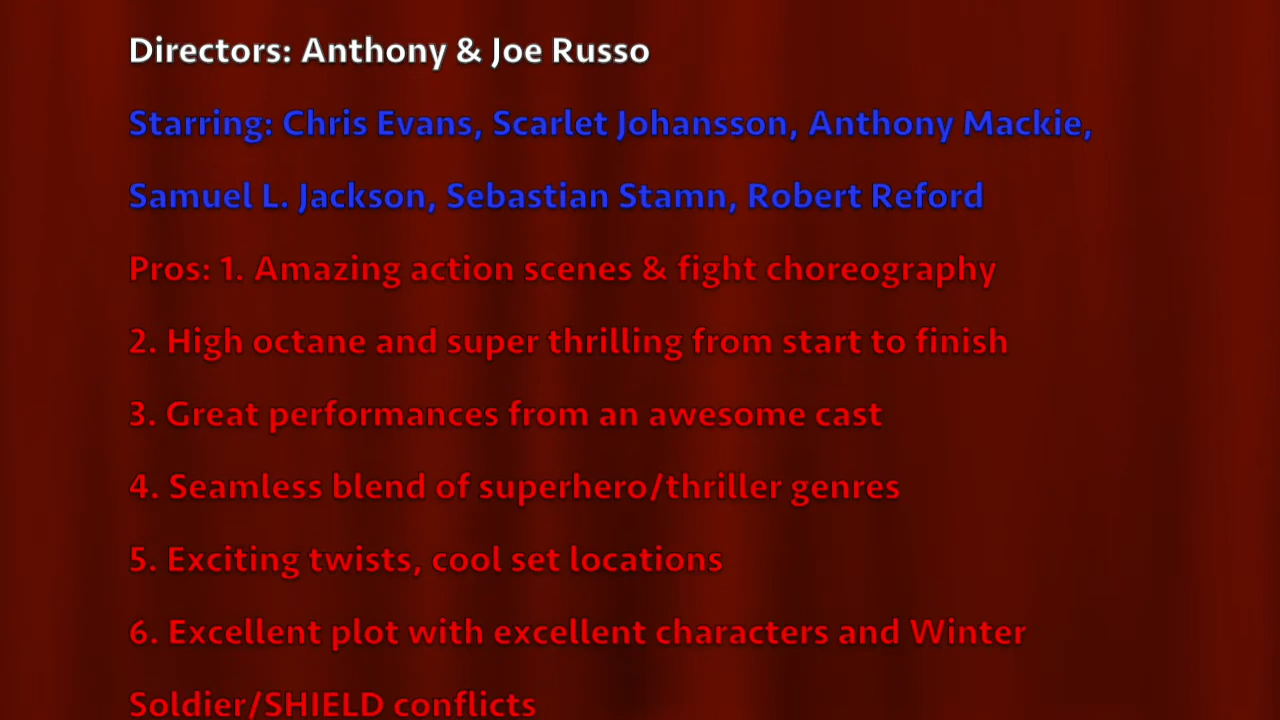 Directors: Anthony & Joe Russo
Starring: Chris Evans, Scarlet Johansson, Anthony Mackie,
Samuel L. Jackson, Sebastian Stamn, Robert Reford
Pros: 1. Amazing action scenes & fight choreography
2. High octane and super thrilling from start to finish
3. Great performances from an awesome cast
4. Seamless blend of superhero/thriller genres
5. Exciting twists, cool set locations
6. Excellent plot with excellent characters and Winter
Soldier/SHIELD conflicts